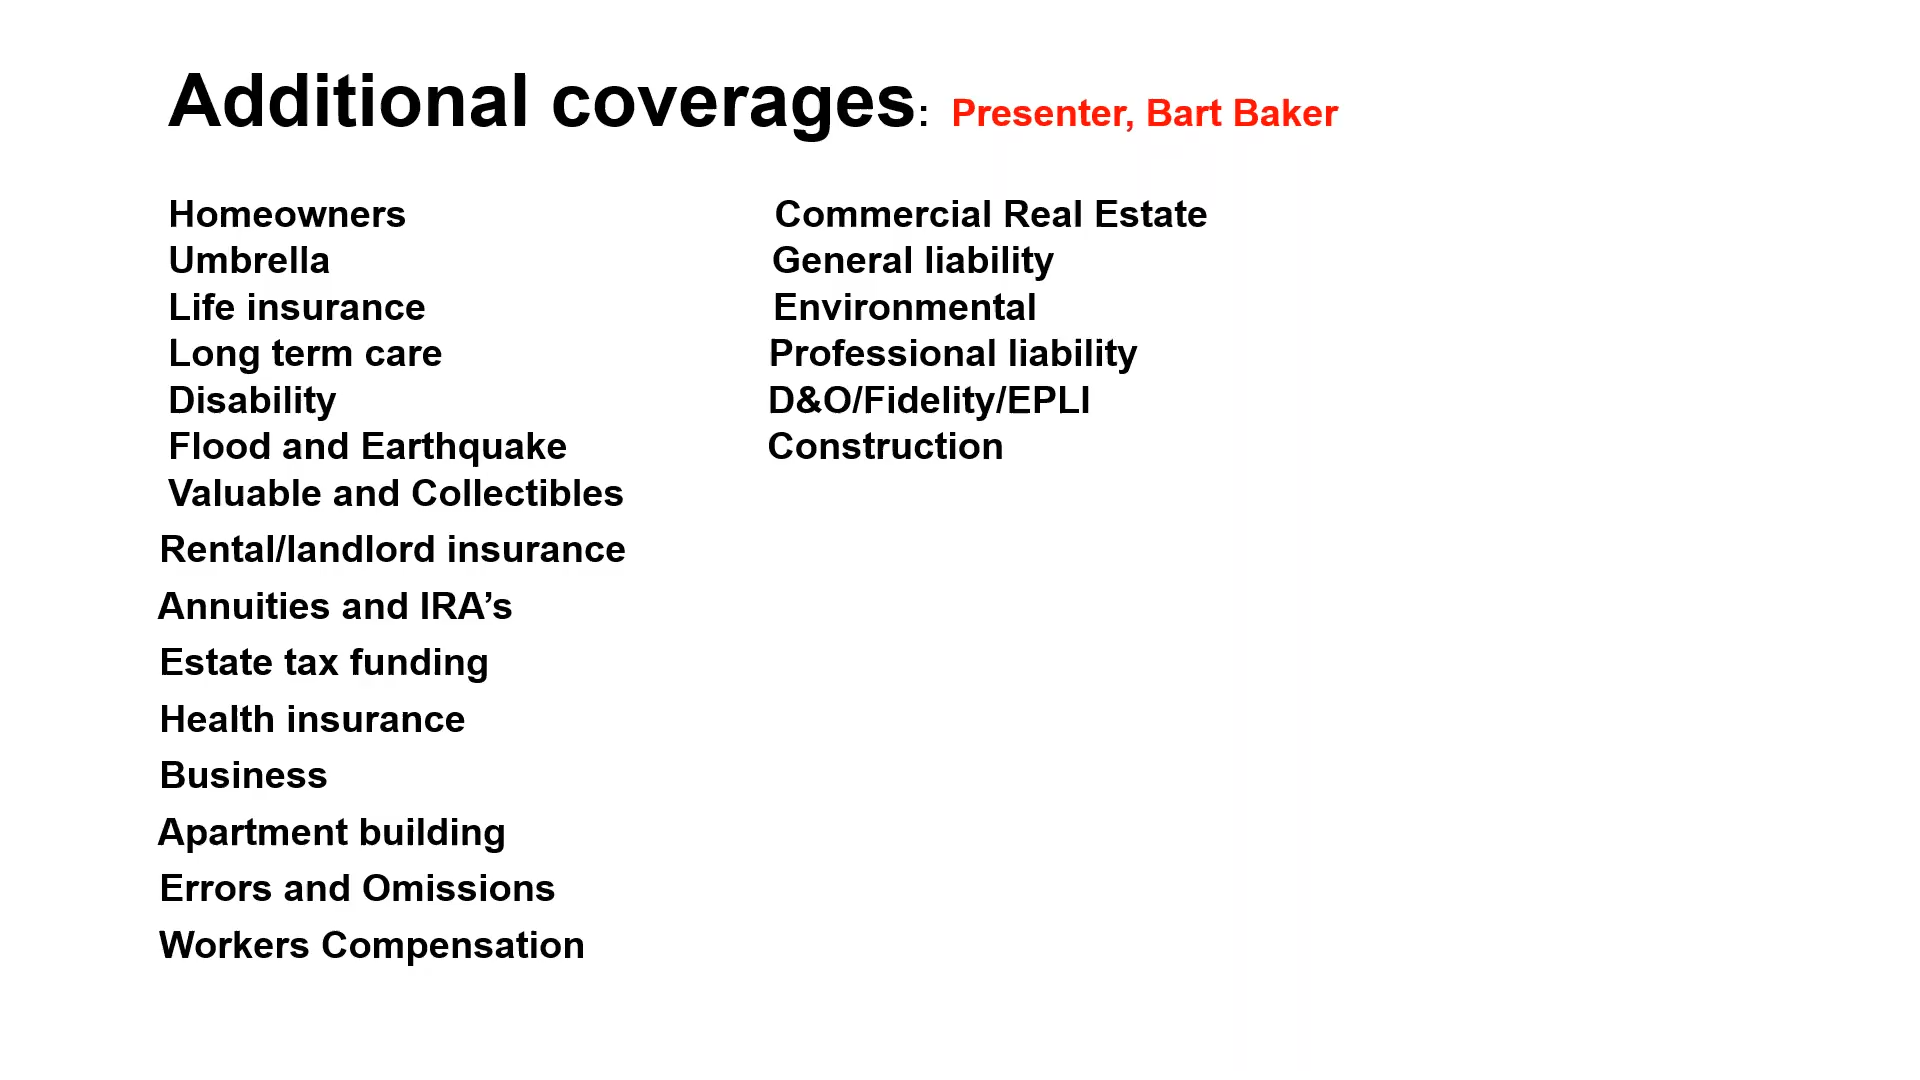 Additional coverages: Presenter, Bart Baker
Homeowners
Umbrella
Life insurance
Long term care
Disability
Flood and Earthquake
Valuable and Collectibles
Rental/landlord insurance
Annuities and IRA’s
Estate tax funding
Health insurance
Business
Apartment building
Errors and Omissions
Workers Compensation
Commercial Real Estate
General liability
Environmental
Professional liability
D&O/Fidelity/EPLI
Construction